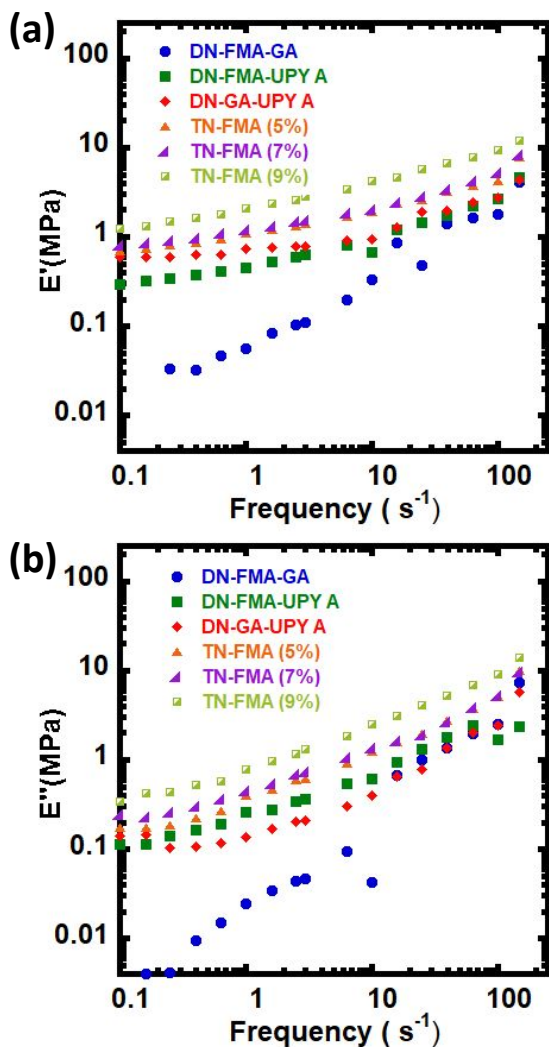 (a)
100
10
1
0.1
0.01
E'(MPa)
DN-FMA-GA
DN-FMA-UPY A
DN-GA-UPY A
TN-FMA (5%)
TN-FMA (7%)
TN-FMA (9%)
0.1 1 10 100
Frequency ( s-1)
(b)
100
10
1
0.1
0.01
E"(MPa)
DN-FMA-GA
DN-FMA-UPY A
DN-GA-UPY A
TN-FMA (5%)
TN-FMA (7%)
TN-FMA (9%)
0.1 1 10 100
Frequency ( s-1)